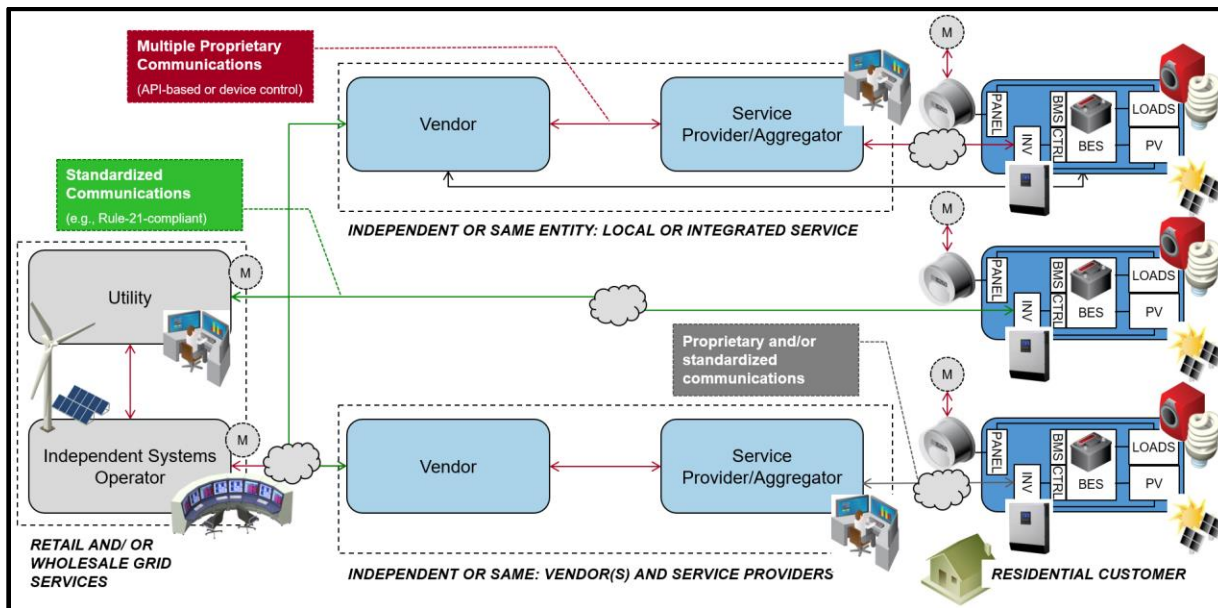 Multiple Proprietary
Communications
(API-based or device control)
M
Vendor
Service
Provider/Aggregator
PANEL
INV
BMS
CTRL
BES
LOADS
PV
Standardized
Communications
(e.g., Rule-21-compliant)
INDEPENDENT OR SAME ENTITY: LOCAL OR INTEGRATED SERVICE
M
M
Utility
PANEL
INV
BMS
CTRL
BES
LOADS
PV
Proprietary and/or
standardized
communications
M
M
Independent Systems
Operator
Vendor
Service
Provider/Aggregator
PANEL
INV
BMS
CTRL
BES
LOADS
PV
RETAIL AND/ OR
WHOLESALE GRID
SERVICES
INDEPENDENT OR SAME: VENDOR(S) AND SERVICE PROVIDERS
RESIDENTIAL CUSTOMER